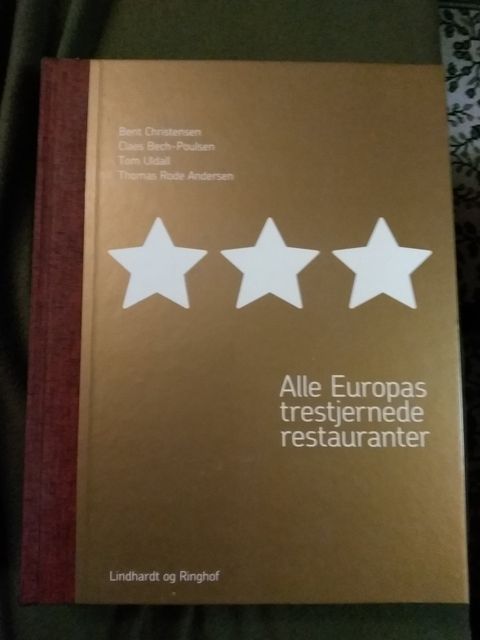 Bent Christensen
Claes Bech-Poulsen
Tom Uldall
Thomas Rode Andersen
Alle Europas
trestjernede
restauranter
Lindhardt og Ringhof